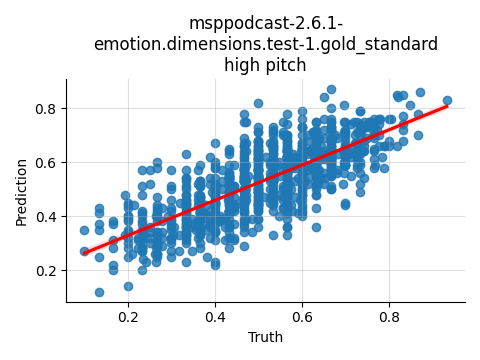 msppodcast-2.6.1-
emotion.dimensions.test-1.gold_standard
high pitch
Prediction
0.8
0.6
0.4
0.2
0.2
0.4
0.6
0.8
Truth